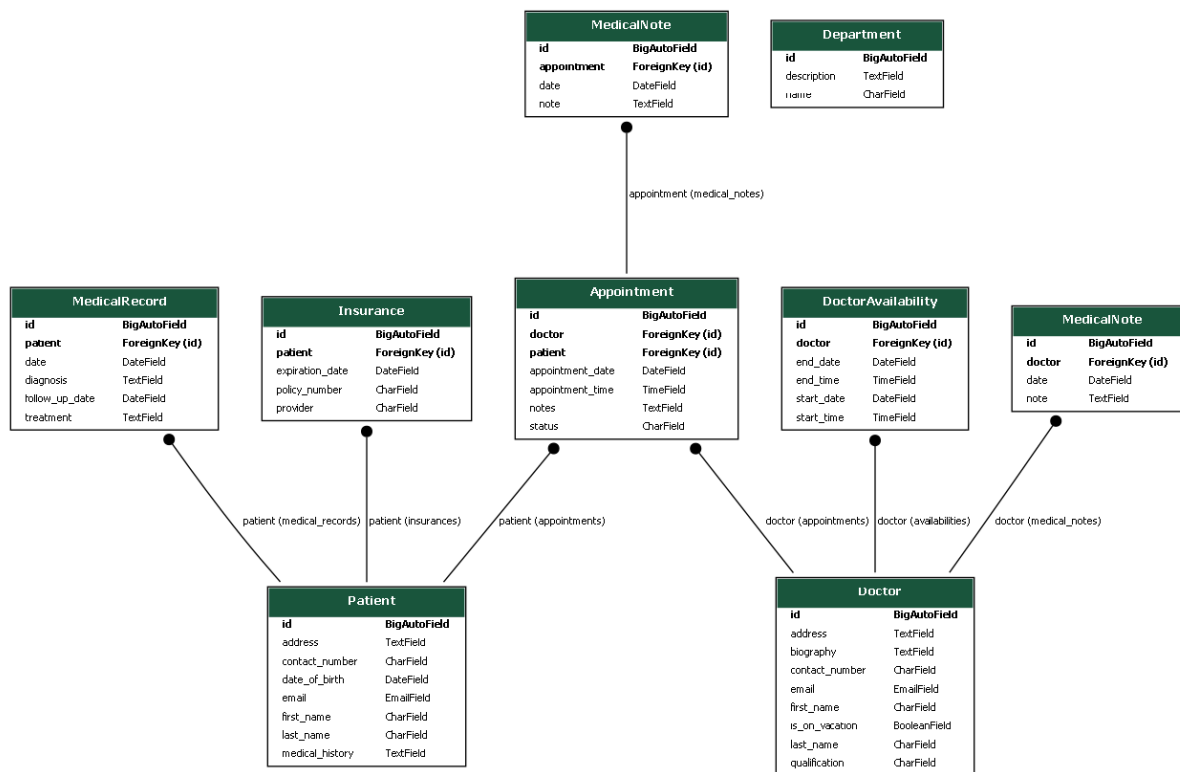 MedicalNote
id BigAutoField
appointment ForeignKey (id)
date DateField
note TextField
Department
id BigAutoField
description TextField
name CharField
appointment (medical_notes)
MedicalRecord
id BigAutoField
patient ForeignKey (id)
date DateField
diagnosis TextField
follow_up_date DateField
treatment TextField
Insurance
id BigAutoField
patient ForeignKey (id)
expiration_date DateField
policy_number CharField
provider CharField
Appointment
id BigAutoField
doctor ForeignKey (id)
patient ForeignKey (id)
appointment_date DateField
appointment_time TimeField
notes TextField
status CharField
DoctorAvailability
id BigAutoField
doctor ForeignKey (id)
end_date DateField
end_time TimeField
start_date DateField
start_time TimeField
MedicalNote
id BigAutoField
doctor ForeignKey (id)
date DateField
note TextField
patient (medical_records)
patient (insurances)
patient (appointments)
doctor (appointments)
doctor (availabilities)
doctor (medical_notes)
Patient
id BigAutoField
address TextField
contact_number CharField
date_of_birth DateField
email EmailField
first_name CharField
last_name CharField
medical_history TextField
Doctor
id BigAutoField
address TextField
biography TextField
contact_number CharField
email EmailField
first_name CharField
is_on_vacation BooleanField
last_name CharField
qualification CharField